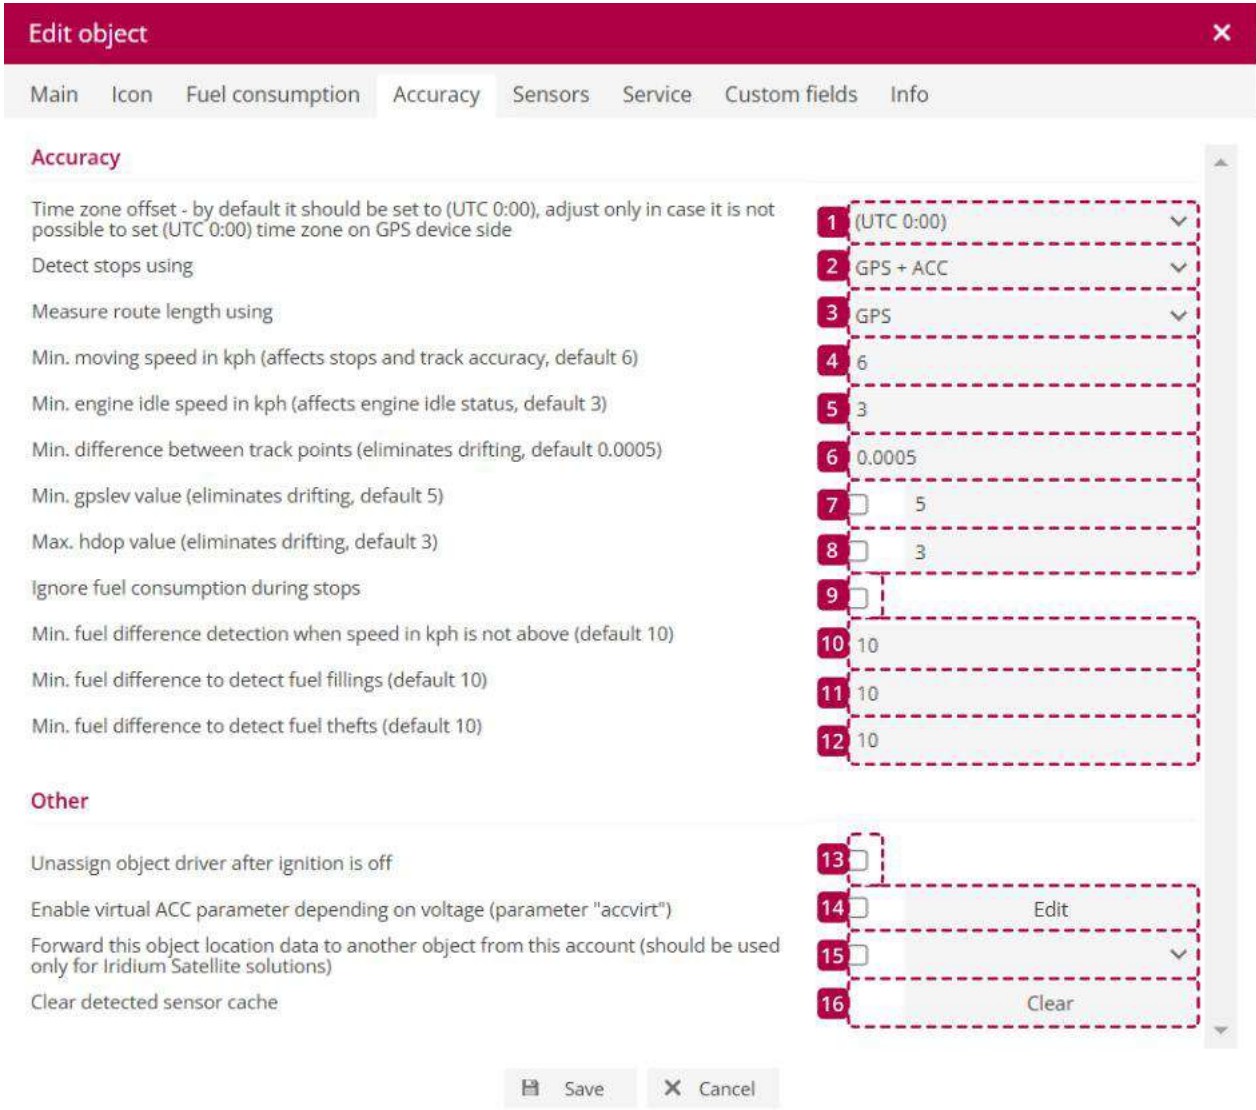 Edit object
Main Icon Fuel consumption Accuracy Sensors Service Custom fields Info
Accuracy
Time zone offset - by default it should be set to (UTC 0:00), adjust only in case it is not
possible to set (UTC 0:00) time zone on GPS device side
1 (UTC 0:00)
Detect stops using 2 GPS + ACC
Measure route length using 3 GPS
Min. moving speed in kph (affects stops and track accuracy, default 6) 4 6
Min. engine idle speed in kph (affects engine idle status, default 3) 5 3
Min. difference between track points (eliminates drifting, default 0.0005) 6 0.0005
Min. gpslev value (eliminates drifting, default 5) 7 5
Max. hdop value (eliminates drifting, default 3) 8 3
Ignore fuel consumption during stops 9
Min. fuel difference detection when speed in kph is not above (default 10) 10 10
Min. fuel difference to detect fuel fillings (default 10) 11 10
Min. fuel difference to detect fuel thefts (default 10) 12 10
Other
Unassign object driver after ignition is off 13
Enable virtual ACC parameter depending on voltage (parameter "accvirt") 14 Edit
Forward this object location data to another object from this account (should be used
only for Iridium Satellite solutions)
15
Clear detected sensor cache 16 Clear
Save Cancel